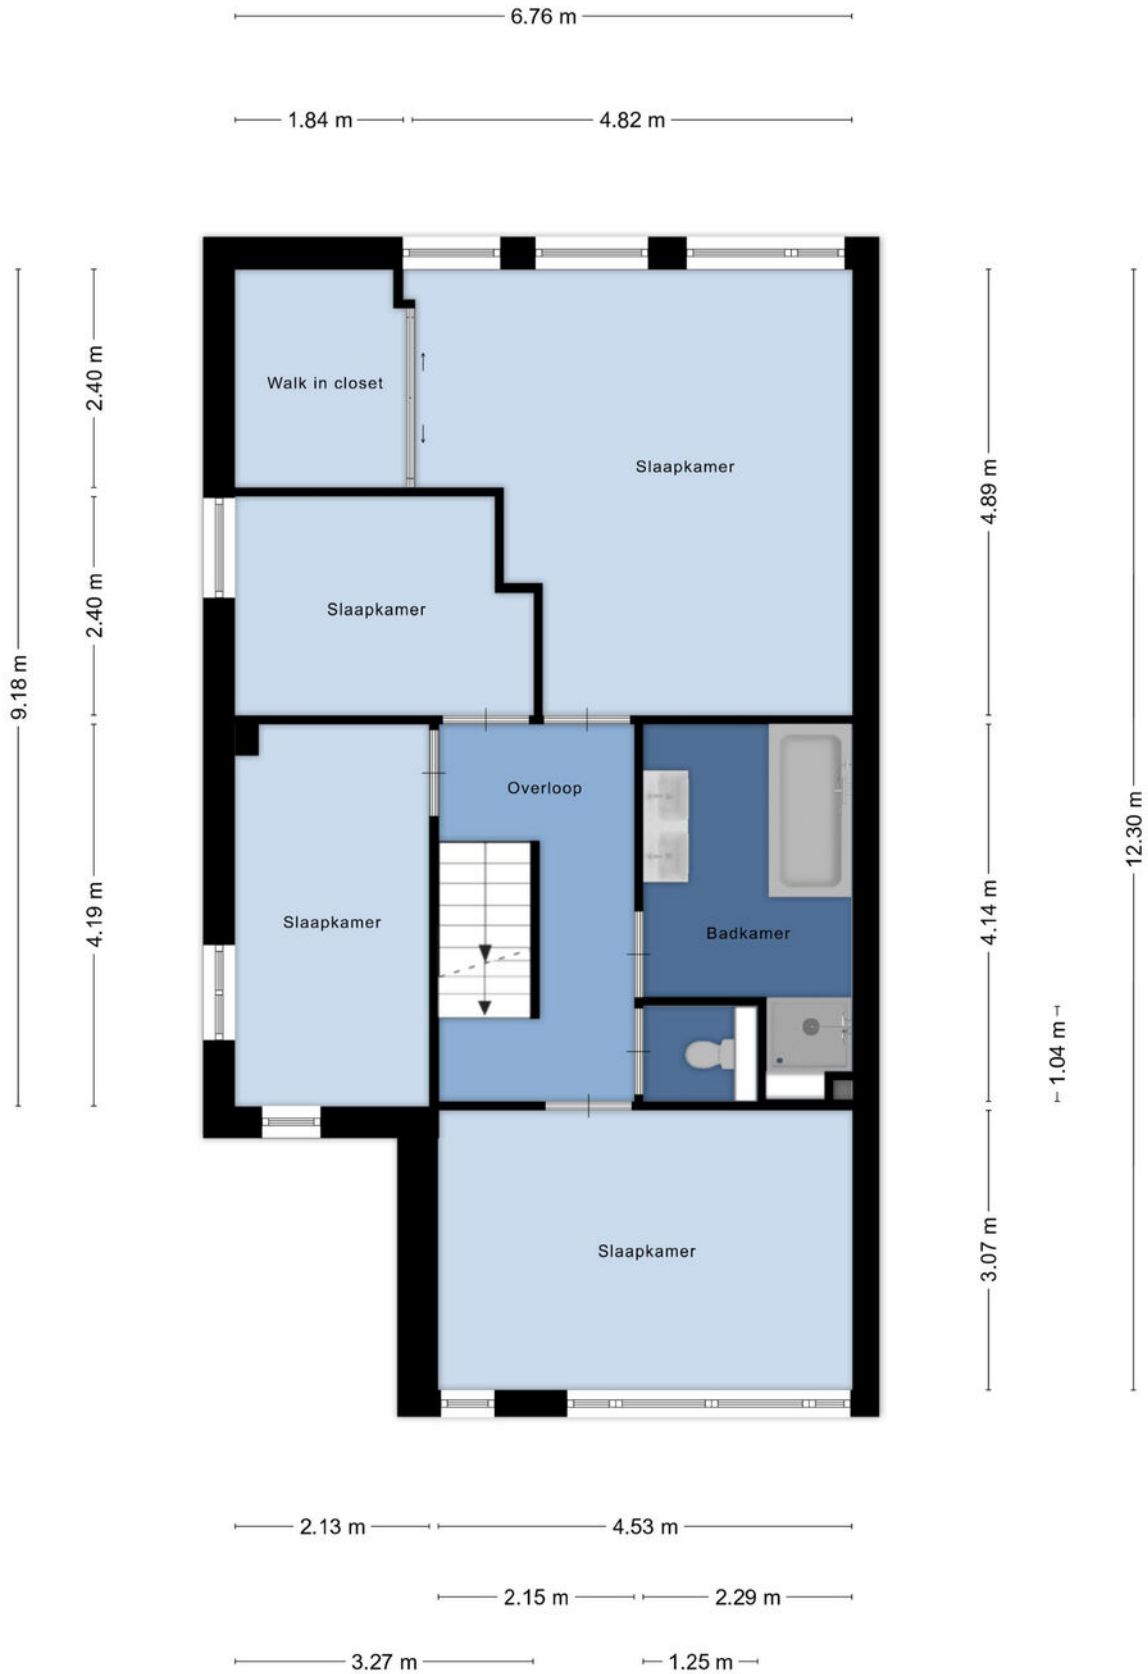 6.76 m
1.84 m
4.82 m
2.40 m
Walk in closet
Slaapkamer
4.89 m
2.40 m
Slaapkamer
9.18 m
Overloop
12.30 m
4.19 m
Slaapkamer
Badkamer
4.14 m
1.04 m
Slaapkamer
3.07 m
2.13 m
4.53 m
2.15 m
2.29 m
3.27 m
1.25 m